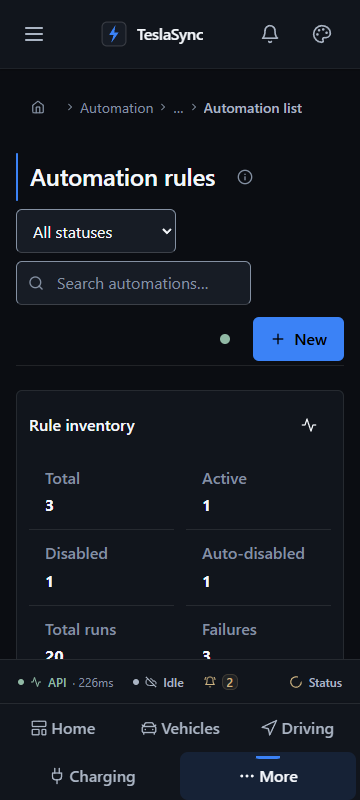 TeslaSync
Automation ... Automation list
Automation rules
All statuses
Search automations...
New
Rule inventory
Total Active
3 1
Disabled Auto-disabled
1 1
Total runs Failures
20 3
API · 226ms Idle 2 Status
Home Vehicles Driving
Charging More